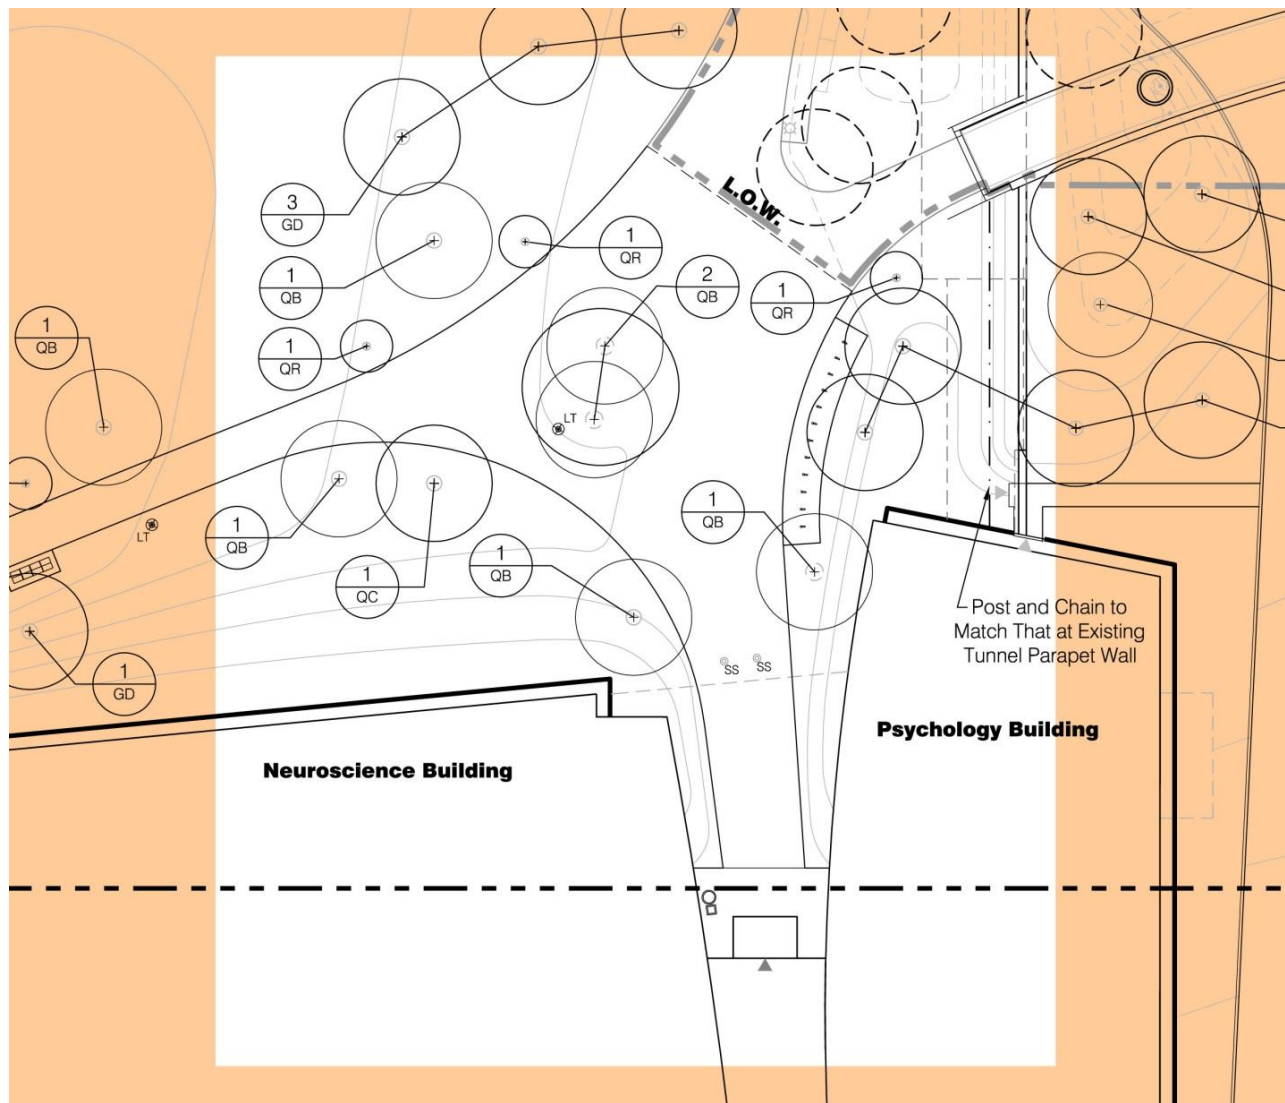 L.O.W.
3
GD
1
QR
1
QB
2
QB
1
QR
1
QB
1
QR
LT
1
QB
1
QB
LT
1
QB
1
QC
Post and Chain to
Match That at Existing
Tunnel Parapet Wall
1
GD
SS
SS
Psychology Building
Neuroscience Building